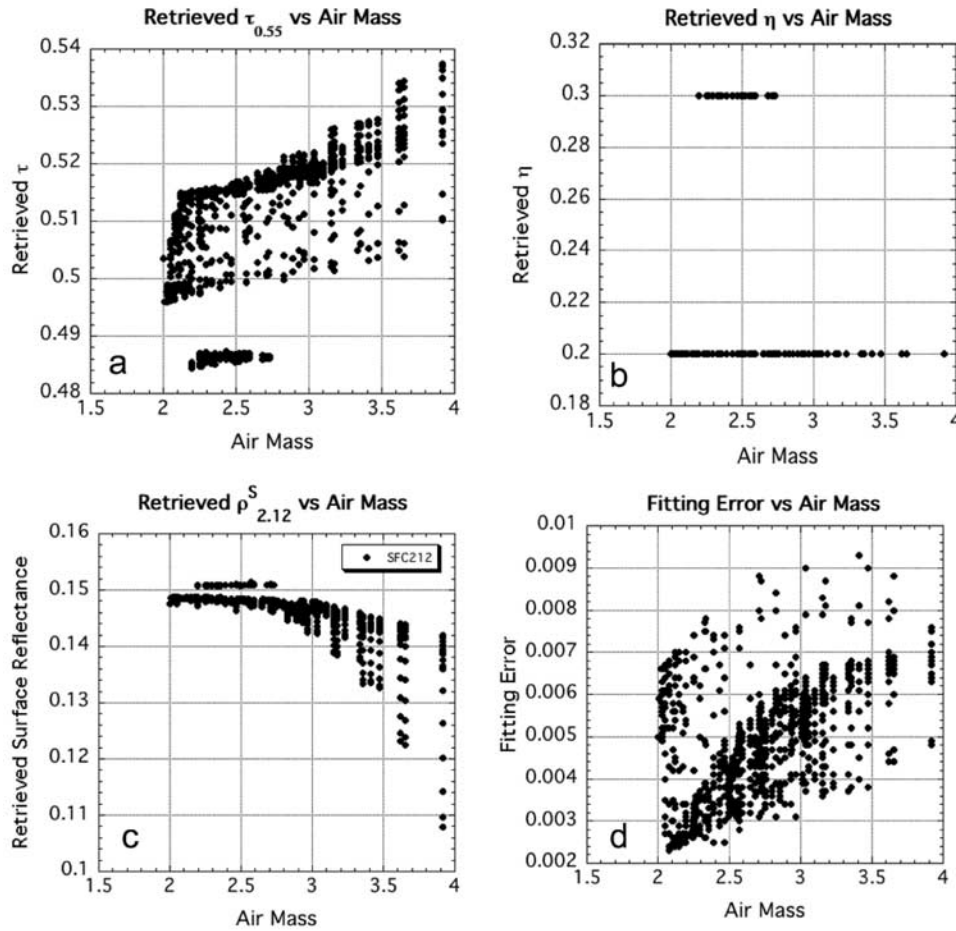 Retrieved τ0.55 vs Air Mass
0.54
0.53
0.52
0.51
0.5
0.49
0.48
Retrieved τ
a
1.5 2 2.5 3 3.5 4
Air Mass
Retrieved η vs Air Mass
0.32
0.3
0.28
0.26
0.24
0.22
0.2
0.18
Retrieved η
b
1.5 2 2.5 3 3.5 4
Air Mass
Retrieved ρS2.12 vs Air Mass
0.16
0.15
0.14
0.13
0.12
0.11
0.1
Retrieved Surface Reflectance
SFC212
c
1.5 2 2.5 3 3.5 4
Air Mass
Fitting Error vs Air Mass
0.01
0.009
0.008
0.007
0.006
0.005
0.004
0.003
0.002
Fitting Error
d
1.5 2 2.5 3 3.5 4
Air Mass